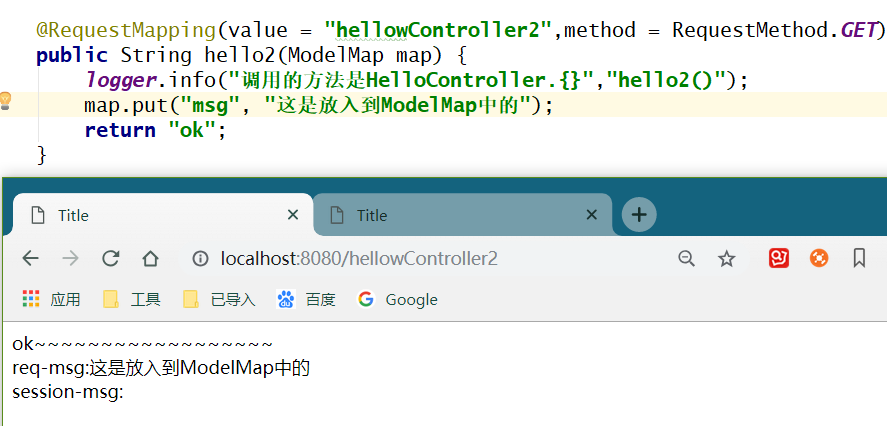 @RequestMapping(value = "hellowController2",method = RequestMethod.GET)
public String hello2(ModelMap map) {
logger.info("调用的方法是HelloController.{}","hello2()");
map.put("msg", "这是放入到ModelMap中的");
return "ok";
}
Title Title
localhost:8080/hellowController2
应用 工具 已导入 百度 Google
ok~~~~~~~~~~~~~~~~~~
req-msg:这是放入到ModelMap中的
session-msg: